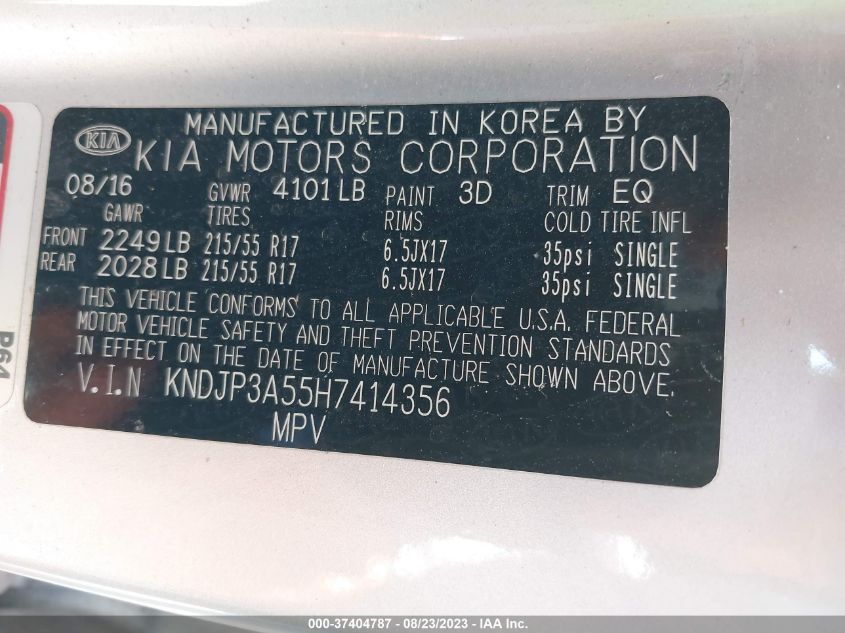 MANUFACTURED IN KOREA BY
KIA KIA MOTORS CORPORATION
08/16 GVWR 4101 LB PAINT 3D TRIM EQ
GAWR TIRES RIMS COLD TIRE INFL
FRONT 2249 LB 215/55 R17 6.5JX17 35psi SINGLE
REAR 2028 LB 215/55 R17 6.5JX17 35psi SINGLE
THIS VEHICLE CONFORMS TO ALL APPLICABLE U.S.A. FEDERAL
MOTOR VEHICLE SAFETY AND THEFT PREVENTION STANDARDS
IN EFFECT ON THE DATE OF MANUFACTURE SHOWN ABOVE.
V.I.N KNDJP3A55H7414356
MPV
P64
000-37404787 - 08/23/2023 - IAA Inc.